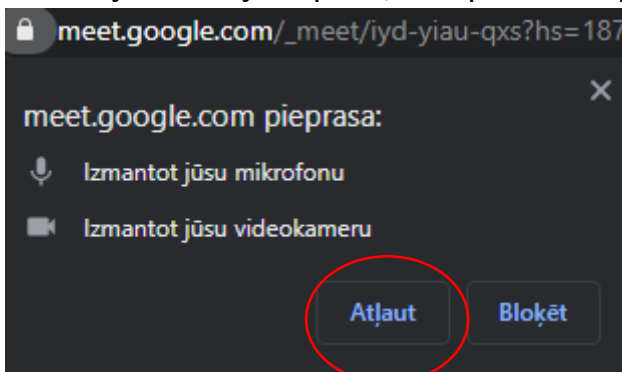 meet.google.com/_meet/iyd-yiau-qxs?hs=187
meet.google.com pieprasa:
Izmantot jūsu mikrofonu
Izmantot jūsu videokameru
Atļaut Bloķēt